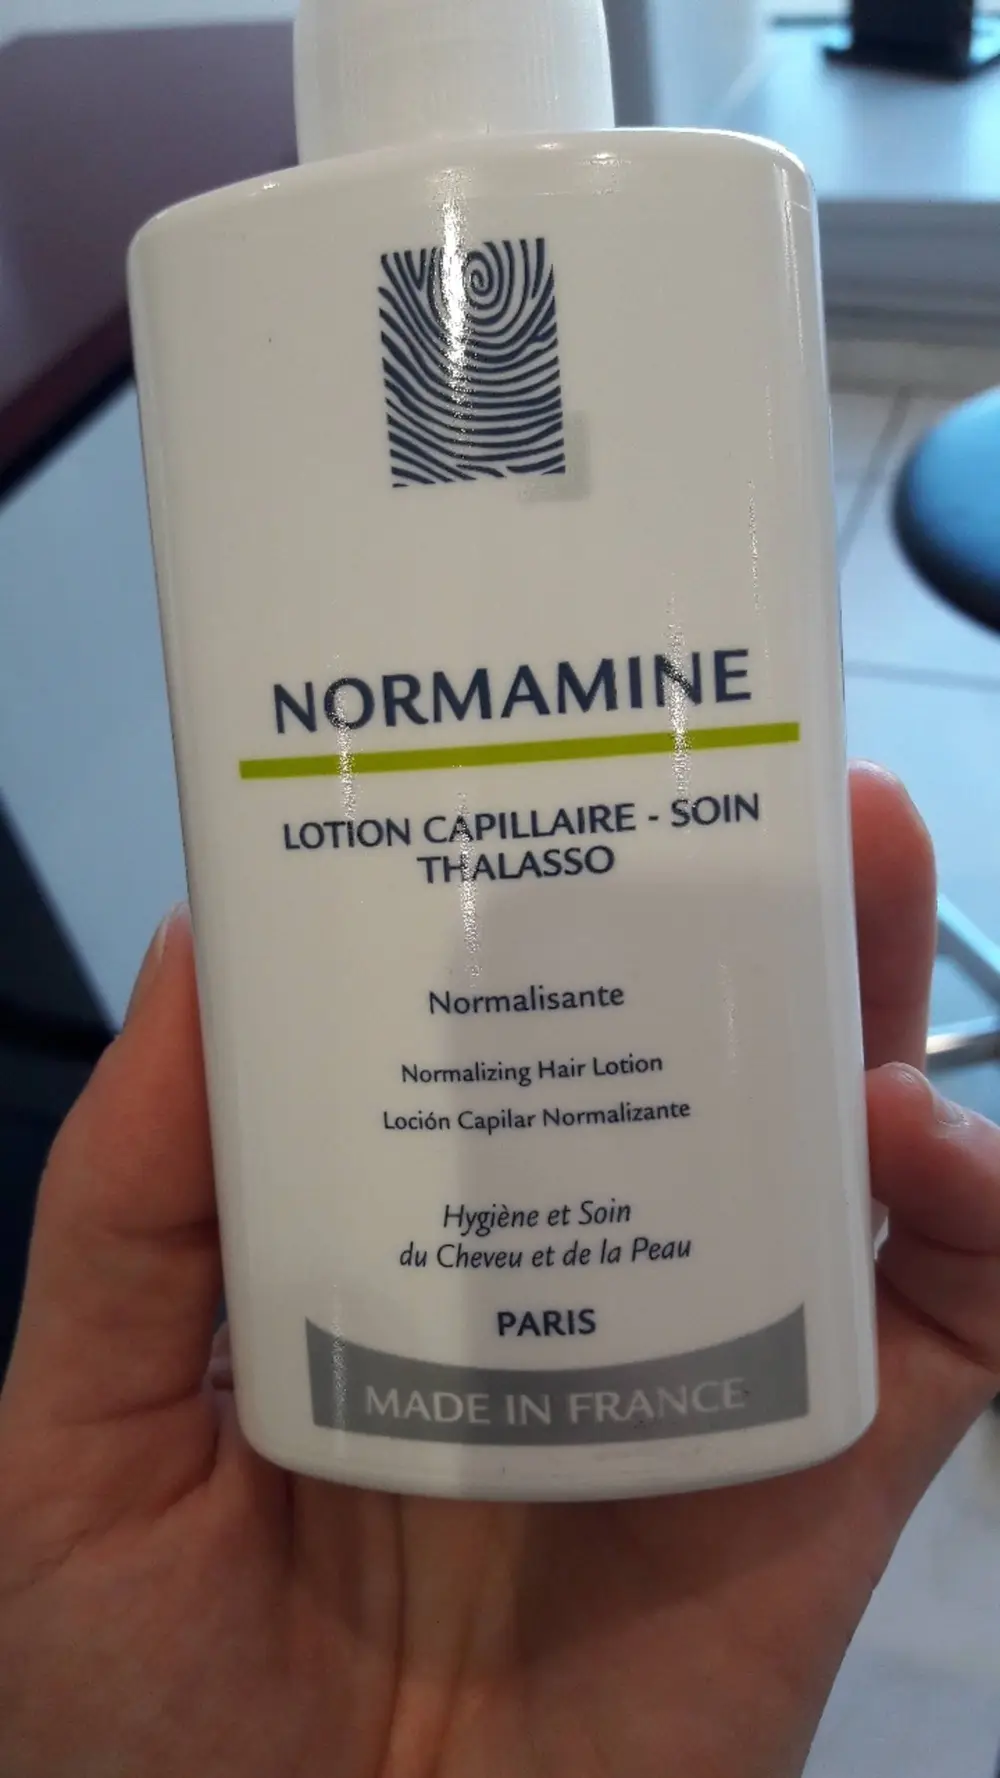 NORMAMINE
LOTION CAPILLAIRE - SOIN
THALASSO
Normalisante
Normalizing Hair Lotion
Loción Capilar Normalizante
Hygiène et Soin
du Cheveu et de la Peau
PARIS
MADE IN FRANCE